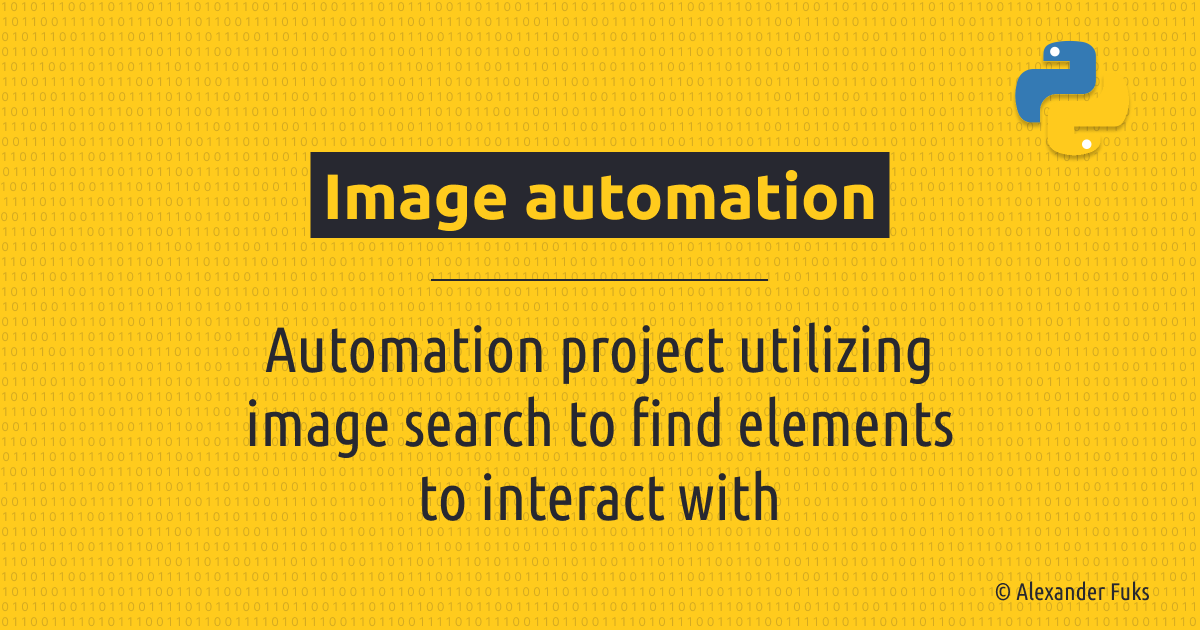 Image automation
Automation project utilizing
image search to find elements
to interact with
© Alexander Fuks